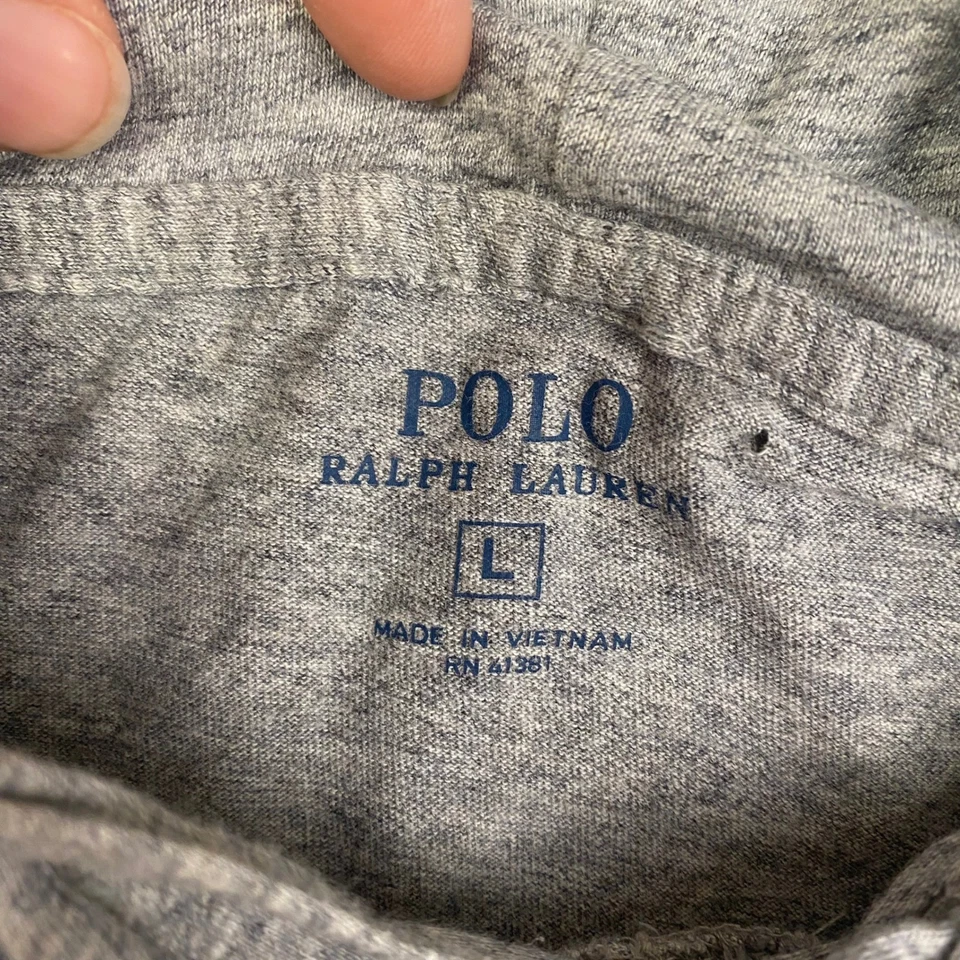 POLO
RALPH LAUREN
L
MADE IN VIETNAM
RN 41381